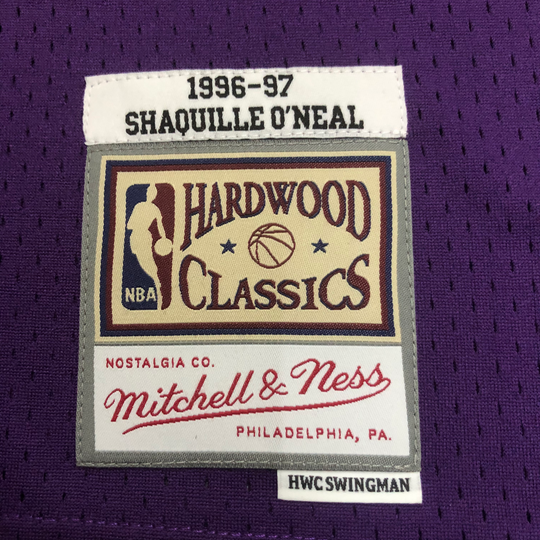 1996-97
SHAQUILLE O'NEAL
HARDWOOD
NBA
CLASSICS
NOSTALGIA CO.
Mitchell & Ness
PHILADELPHIA, PA.
HWC SWINGMAN